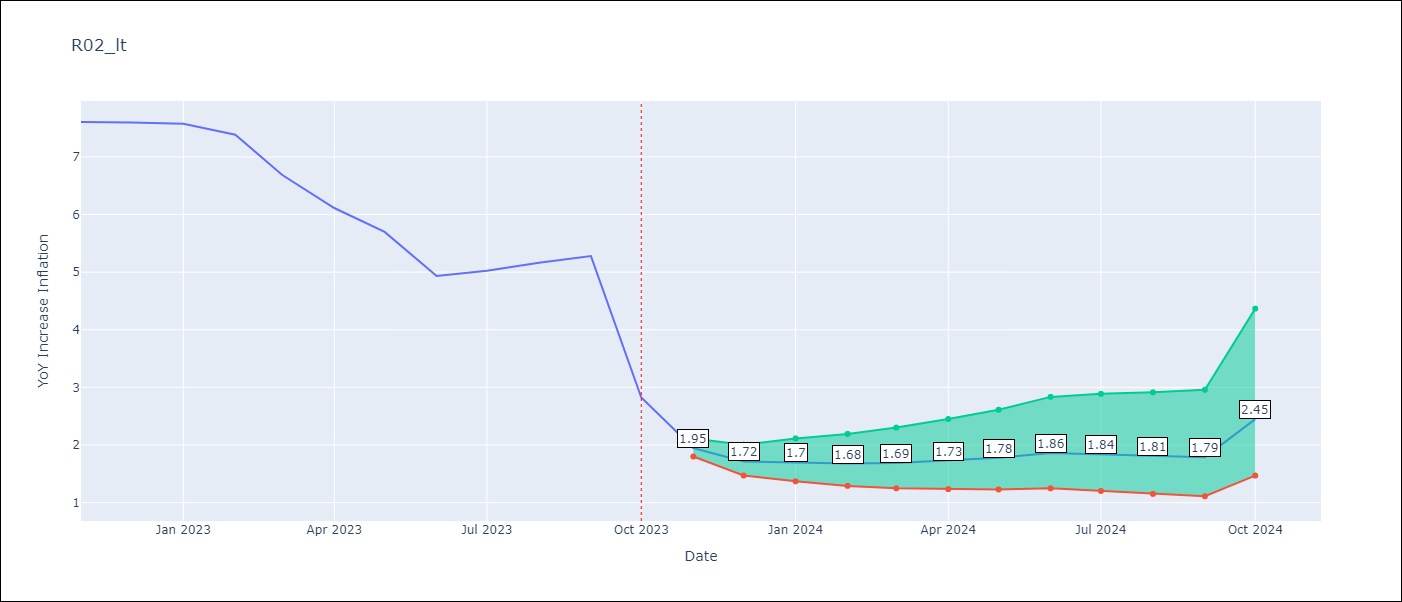 R02_lt
YoY Increase Inflation
7
6
5
4
3
2
1
1.95
1.72
1.7
1.68
1.69
1.73
1.78
1.86
1.84
1.81
1.79
2.45
Jan 2023
Apr 2023
Jul 2023
Oct 2023
Jan 2024
Apr 2024
Jul 2024
Oct 2024
Date